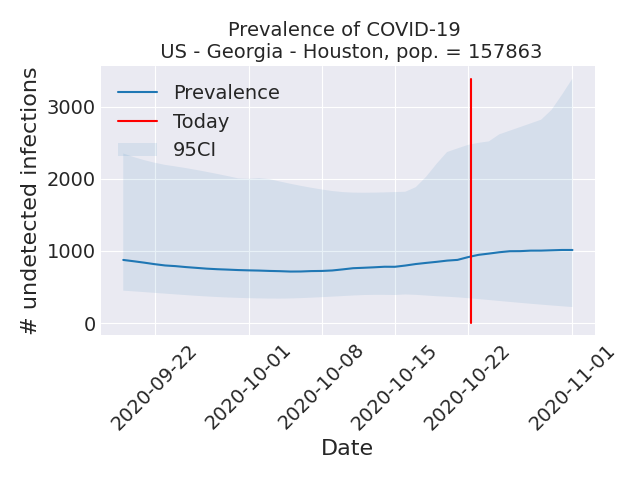 Prevalence of COVID-19
US - Georgia - Houston, pop. = 157863
# undetected infections
3000
2000
1000
0
Prevalence
Today
95CI
2020-09-22
2020-10-01
2020-10-08
2020-10-15
2020-10-22
2020-11-01
Date